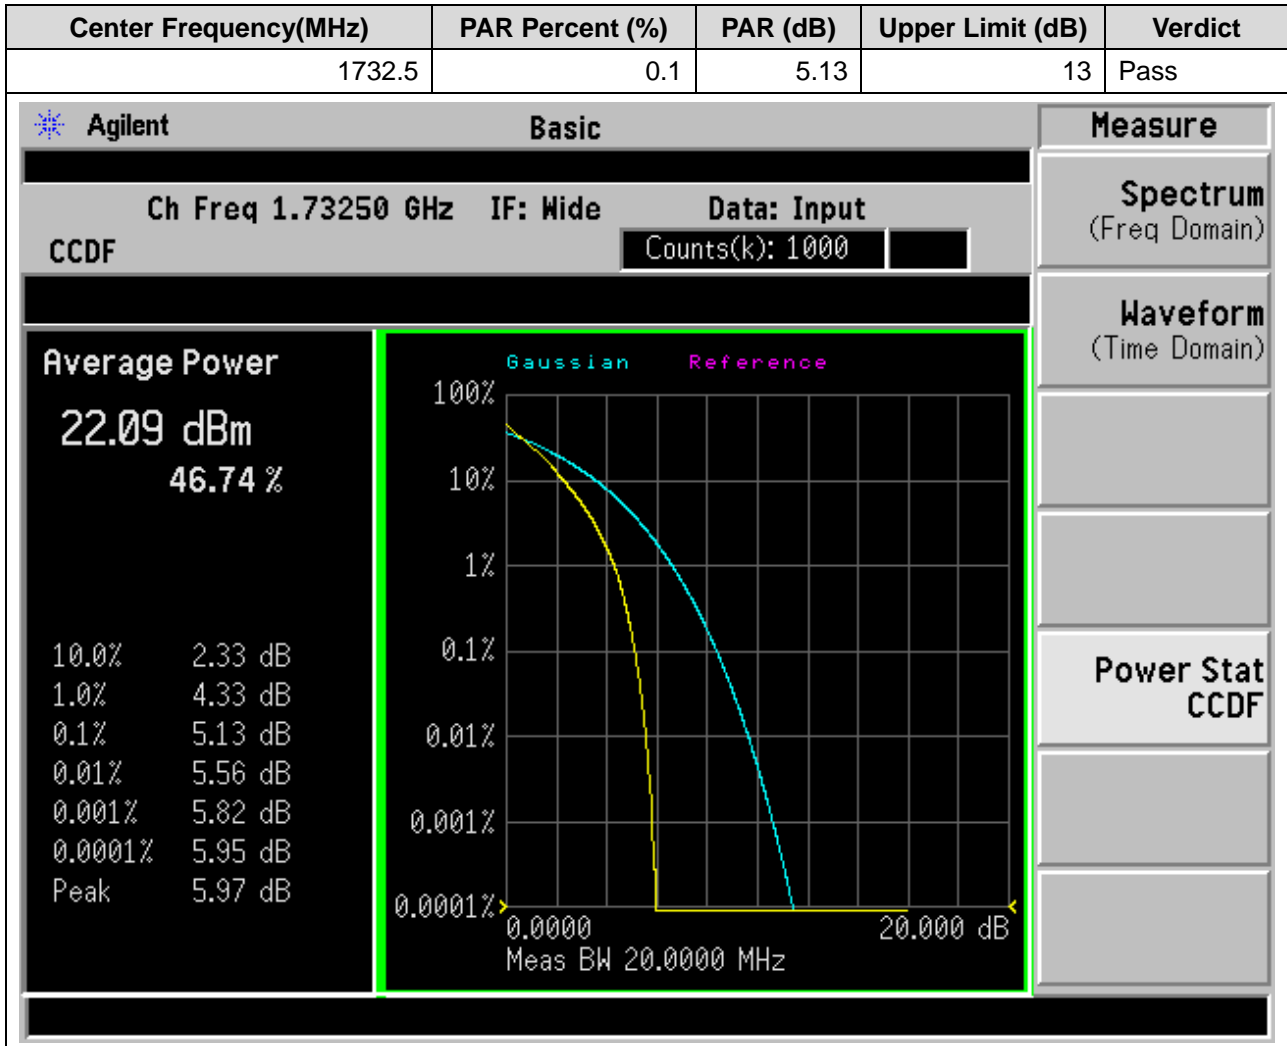 Center Frequency(MHz) PAR Percent (%) PAR (dB) Upper Limit (dB) Verdict
1732.5 0.1 5.13 13 Pass
Agilent Basic
Ch Freq 1.73250 GHz IF: Wide Data: Input
CCDF Counts(k): 1000
Average Power
22.09 dBm
46.74 %
10.0% 2.33 dB
1.0% 4.33 dB
0.1% 5.13 dB
0.01% 5.56 dB
0.001% 5.82 dB
0.0001% 5.95 dB
Peak 5.97 dB
Gaussian Reference
100%
10%
1%
0.1%
0.01%
0.001%
0.0001%
0.0000 20.000 dB
Meas BW 20.0000 MHz
Measure
Spectrum
(Freq Domain)
Waveform
(Time Domain)
Power Stat
CCDF